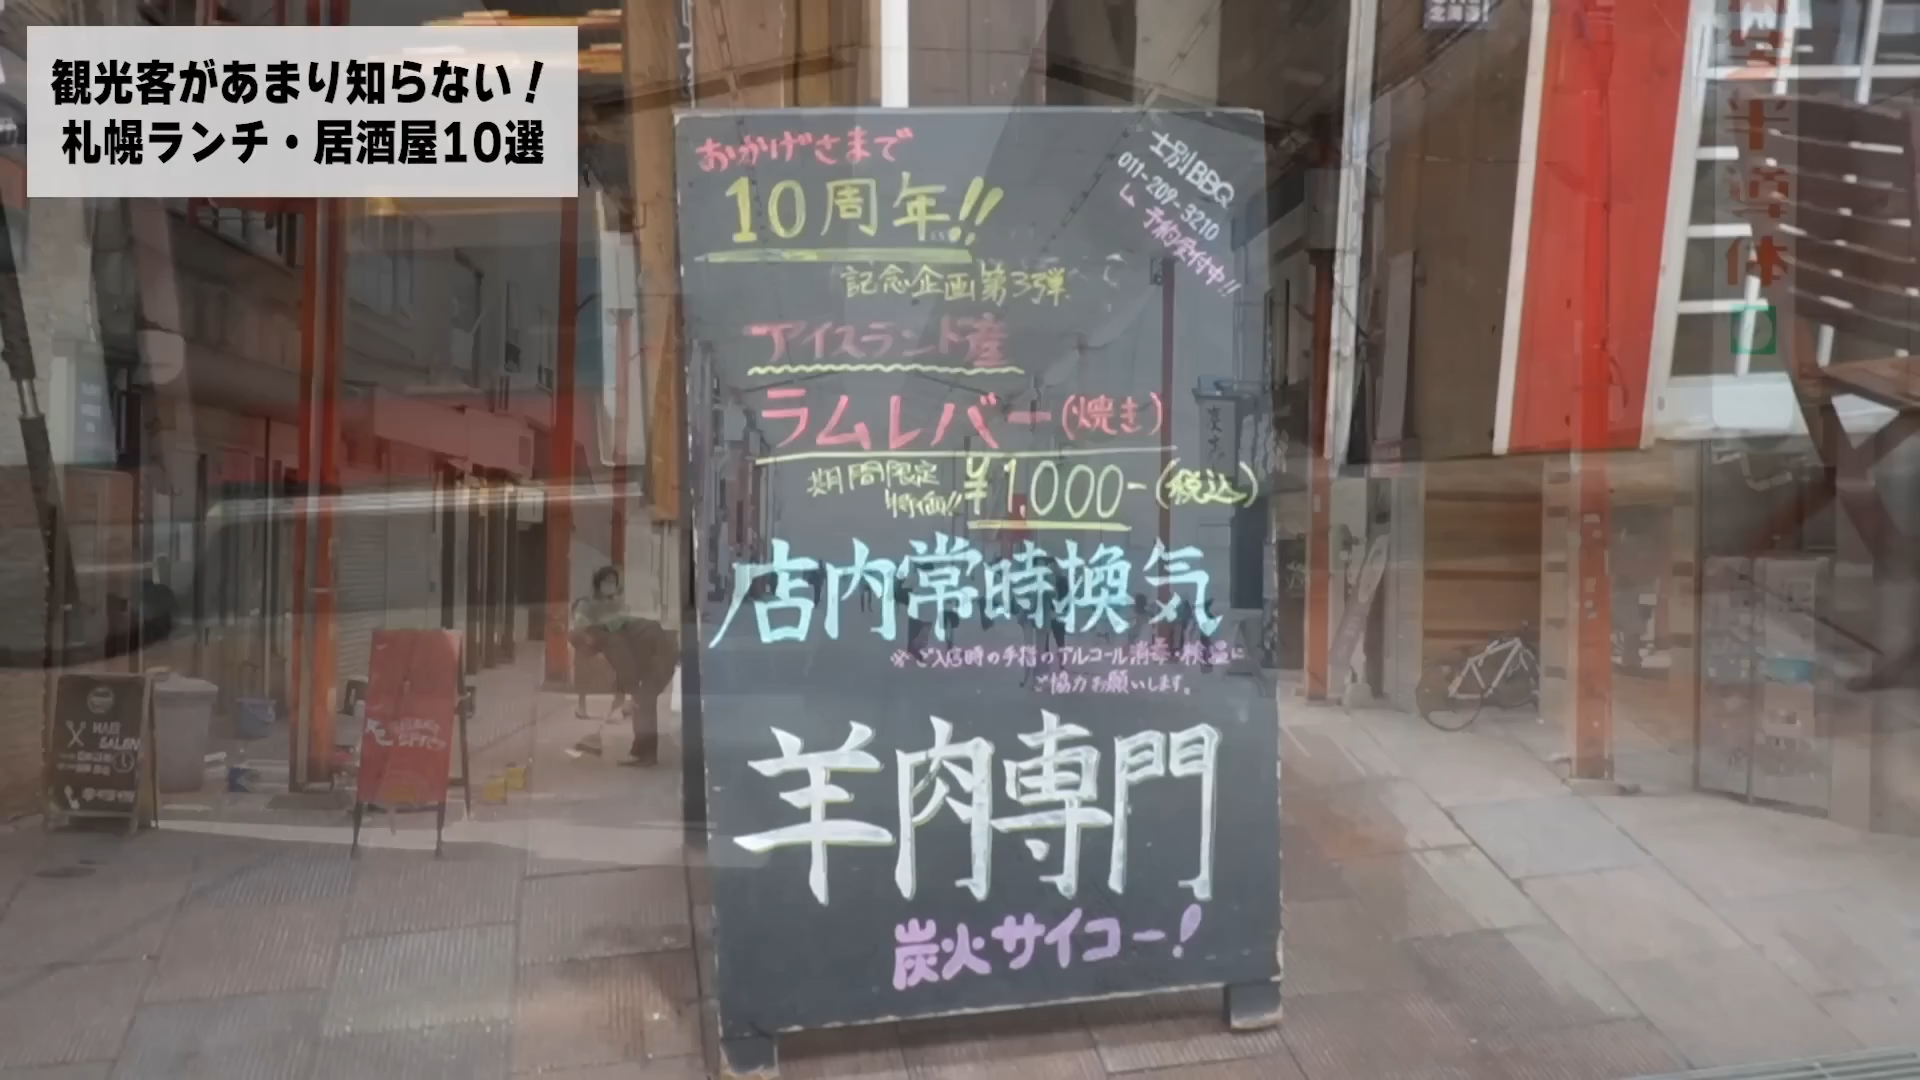 観光客があまり知らない！
札幌ランチ・居酒屋10選
おかげさまで
10周年!!
記念企画第3弾
士別BBQ
011-209-3210
予約受付中!!
アイスランド産
ラムレバー(焼き)
期間限定
特価!! ¥1,000-(税込)
店内常時換気
※ご入店時の手指のアルコール消毒・検温に
ご協力お願いします。
羊肉専門
炭火サイコー!
HAIR
SALON
半導体